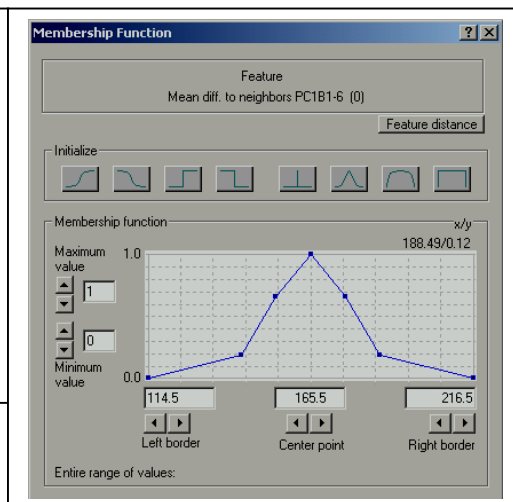 Membership Function
Feature
Mean diff. to neighbors PC1B1-6 (0)
Feature distance
Initialize
Membership function
x/y
188.49/0.12
Maximum
value
1.0
1
0
Minimum
value
0.0
114.5
165.5
216.5
Left border
Center point
Right border
Entire range of values: